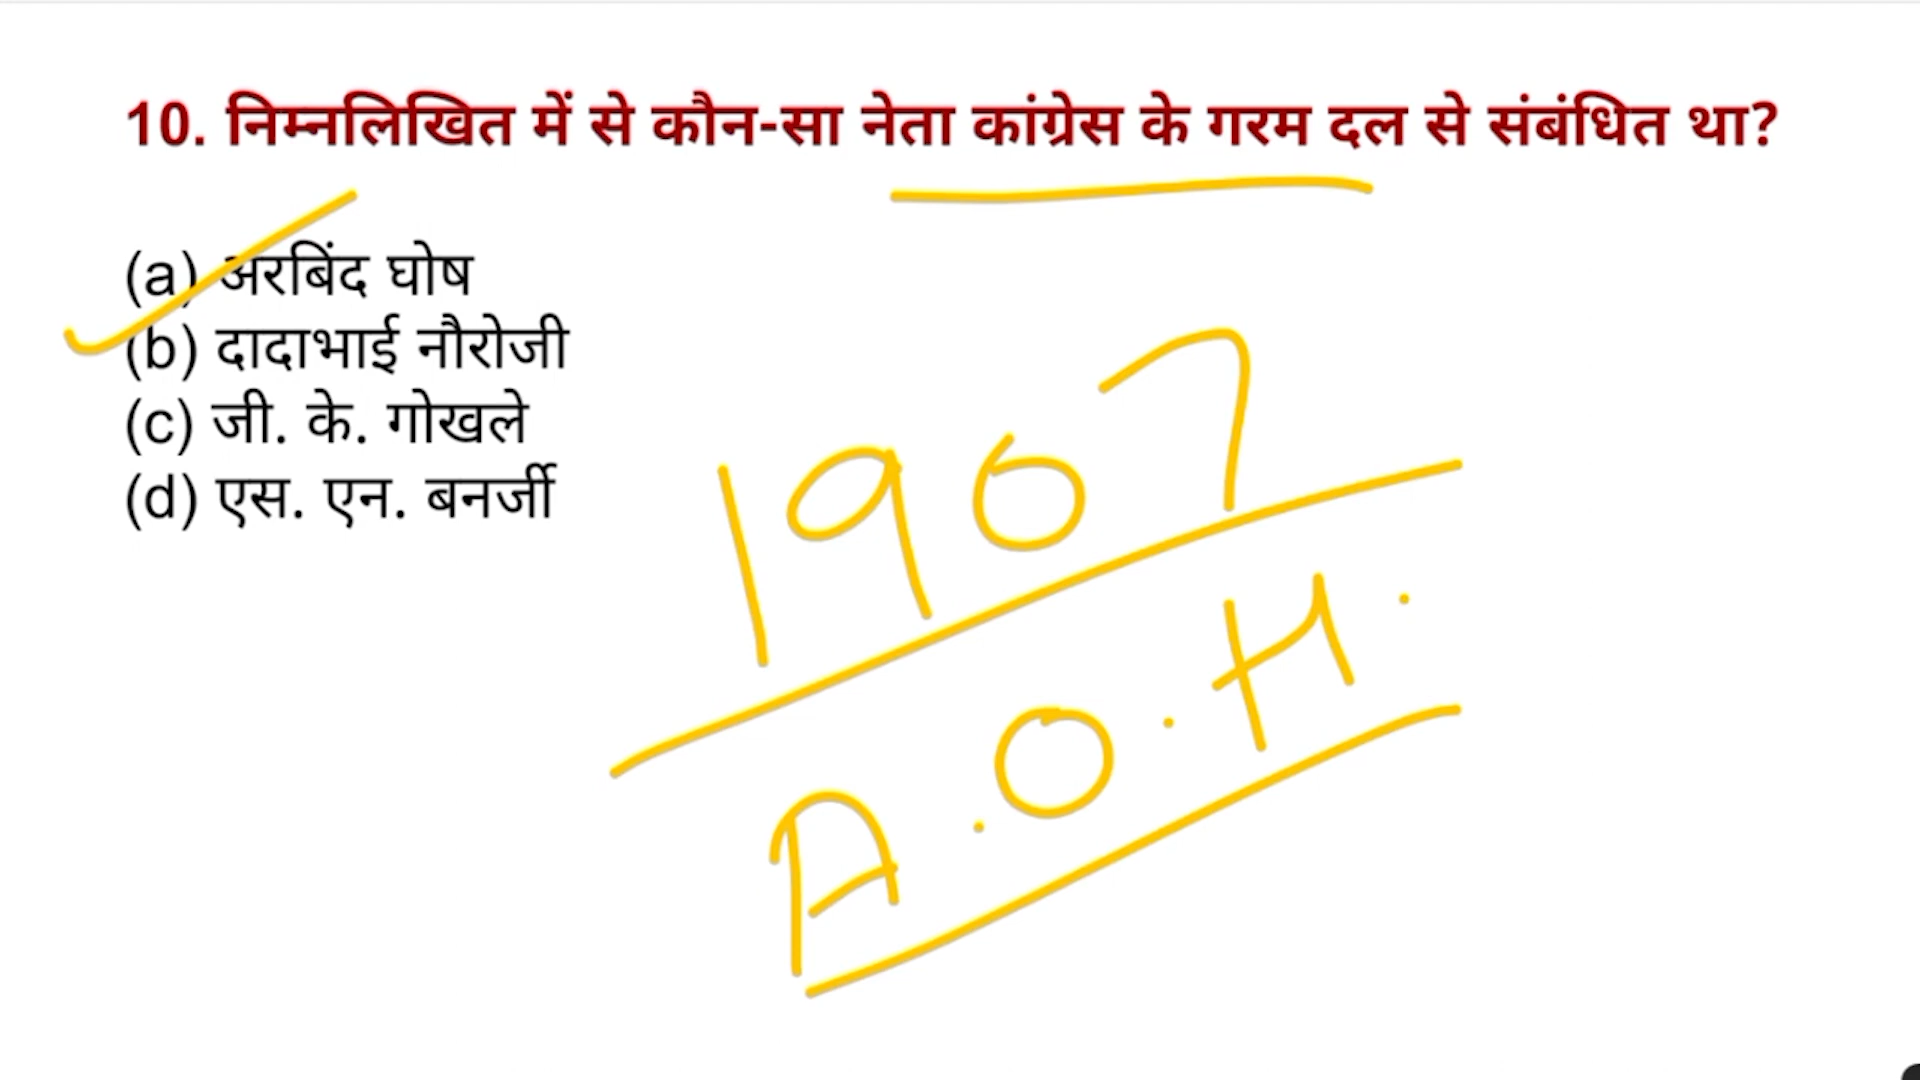 10. निम्नलिखित में से कौन-सा नेता कांग्रेस के गरम दल से संबंधित था?
(a) अरबिंद घोष
(b) दादाभाई नौरोजी
(c) जी. के. गोखले
(d) एस. एन. बनर्जी
1907
A.O.H.